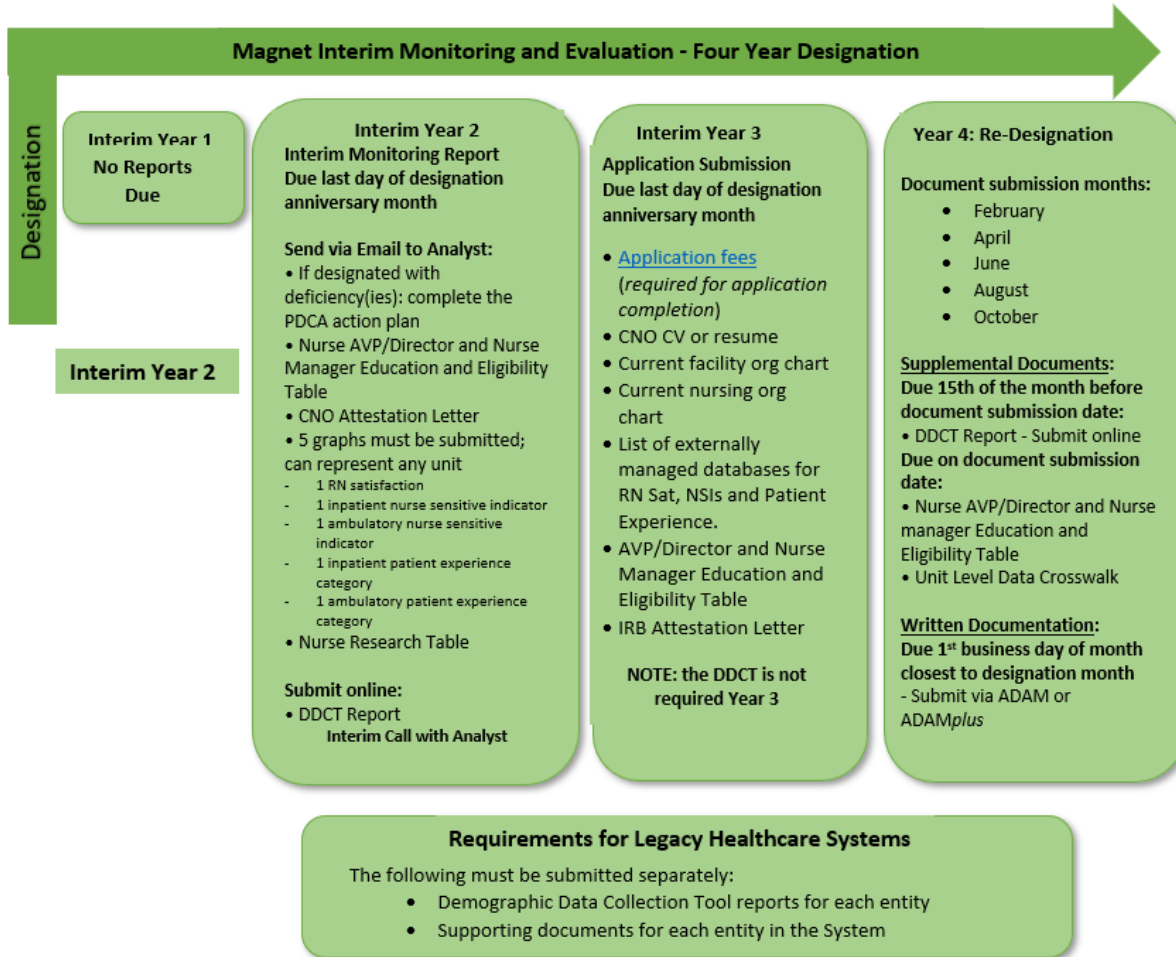 Magnet Interim Monitoring and Evaluation - Four Year Designation
Designation
Interim Year 1
No Reports
Due
Interim Year 2
Interim Year 2
Interim Monitoring Report
Due last day of designation
anniversary month
Send via Email to Analyst:
• If designated with
deficiency(ies): complete the
PDCA action plan
• Nurse AVP/Director and Nurse
Manager Education and Eligibility
Table
• CNO Attestation Letter
• 5 graphs must be submitted;
can represent any unit
- 1 RN satisfaction
- 1 inpatient nurse sensitive indicator
- 1 ambulatory nurse sensitive
indicator
- 1 inpatient patient experience
category
- 1 ambulatory patient experience
category
• Nurse Research Table
Submit online:
• DDCT Report
Interim Call with Analyst
Interim Year 3
Application Submission
Due last day of designation
anniversary month
• Application fees
(required for application
completion)
• CNO CV or resume
• Current facility org chart
• Current nursing org
chart
• List of externally
managed databases for
RN Sat, NSIs and Patient
Experience.
• AVP/Director and Nurse
Manager Education and
Eligibility Table
• IRB Attestation Letter
NOTE: the DDCT is not
required Year 3
Year 4: Re-Designation
Document submission months:
• February
• April
• June
• August
• October
Supplemental Documents:
Due 15th of the month before
document submission date:
• DDCT Report - Submit online
Due on document submission
date:
• Nurse AVP/Director and Nurse
manager Education and
Eligibility Table
• Unit Level Data Crosswalk
Written Documentation:
Due 1st business day of month
closest to designation month
- Submit via ADAM or
ADAMplus
Requirements for Legacy Healthcare Systems
The following must be submitted separately:
• Demographic Data Collection Tool reports for each entity
• Supporting documents for each entity in the System